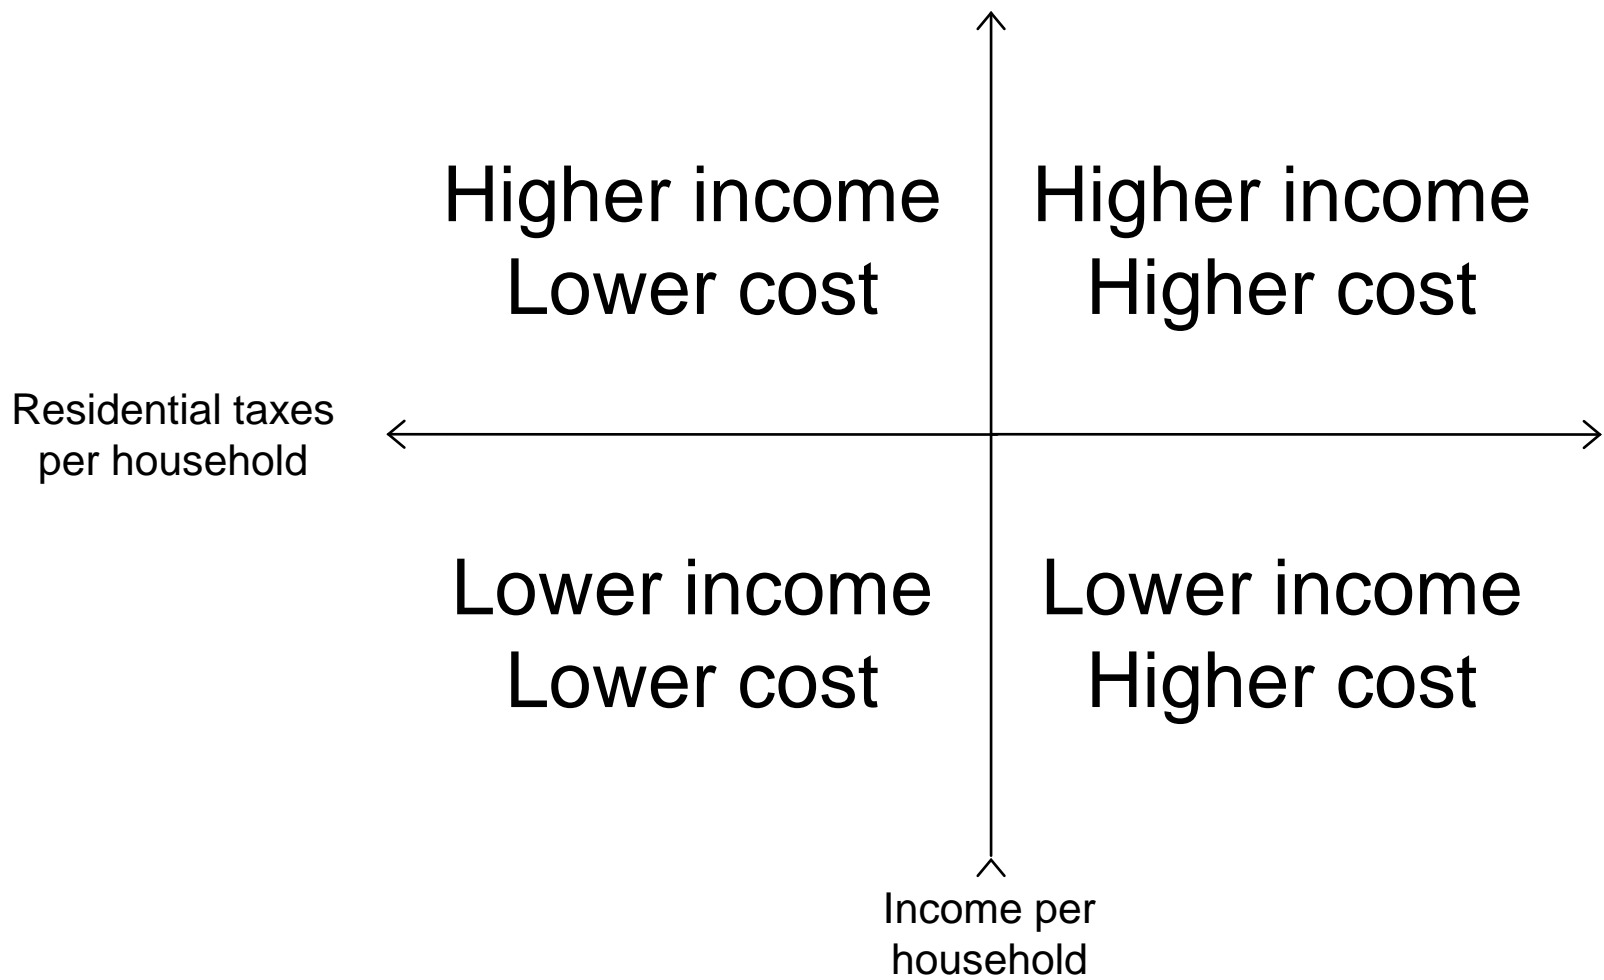 Higher income
Lower cost
Higher income
Higher cost
Residential taxes
per household
Lower income
Lower cost
Lower income
Higher cost
Income per
household